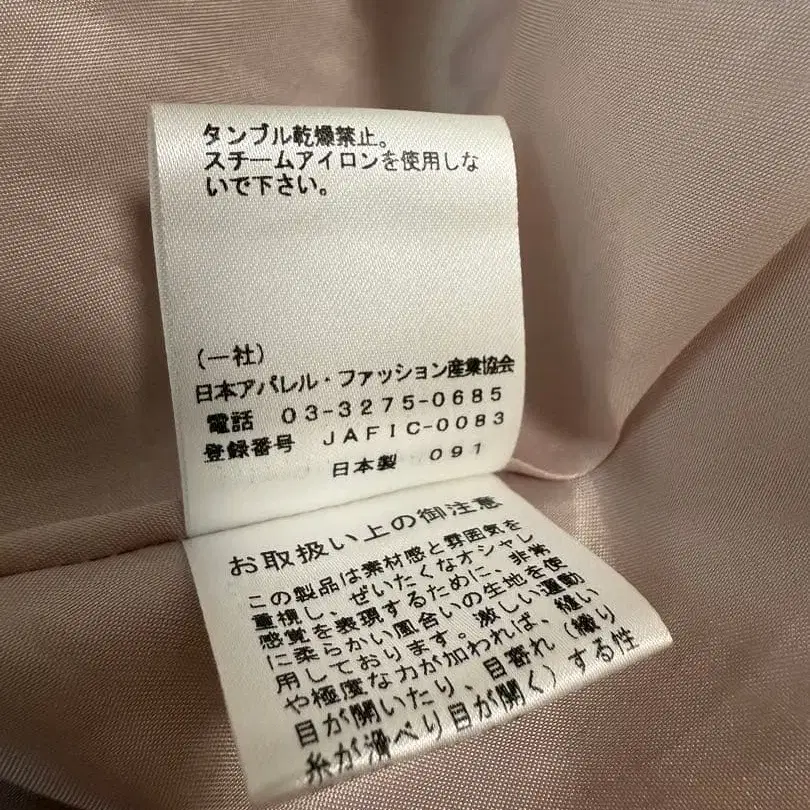 タンブル乾燥禁止。
スチームアイロンを使用しな
いで下さい。
(一社)
日本アパレル・ファッション産業協会
電話 03-3275-0685
登録番号 JAFIC-0083
日本製 091
お取扱い上の御注意
この製品は素材感と雰囲気を
重視し、ぜいたくなオシャレ
感覚を表現するために、非常
に柔らかい風合いの生地を使
用しております。激しい運動
や極度な力が加われば、縫い
目が開いたり、目寄れ(織り
糸が滑べり目が開く)する性